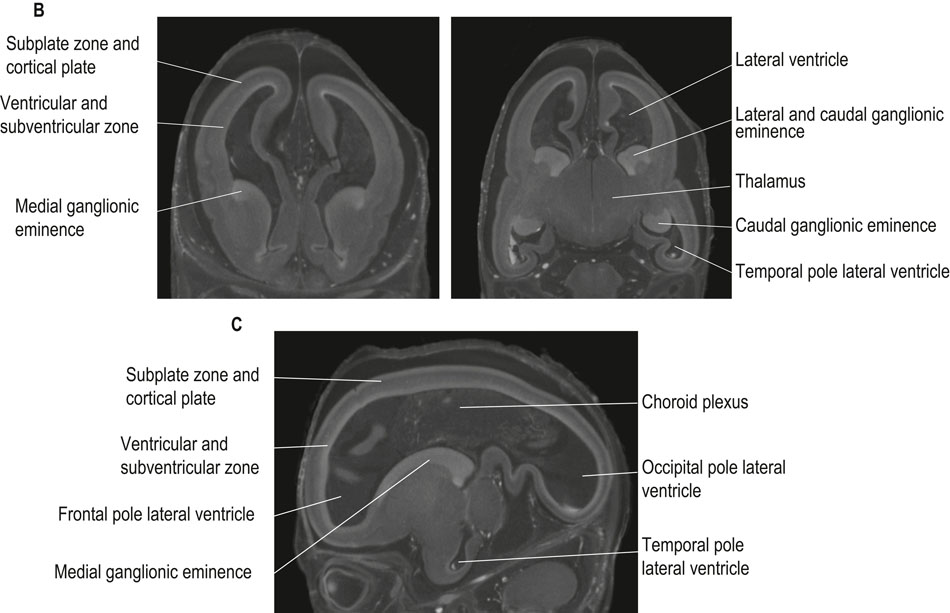 B
Subplate zone and
cortical plate
Ventricular and
subventricular zone
Medial ganglionic
eminence
Lateral ventricle
Lateral and caudal ganglionic
eminence
Thalamus
Caudal ganglionic eminence
Temporal pole lateral ventricle
C
Subplate zone and
cortical plate
Ventricular and
subventricular zone
Frontal pole lateral ventricle
Medial ganglionic eminence
Choroid plexus
Occipital pole lateral
ventricle
Temporal pole
lateral ventricle